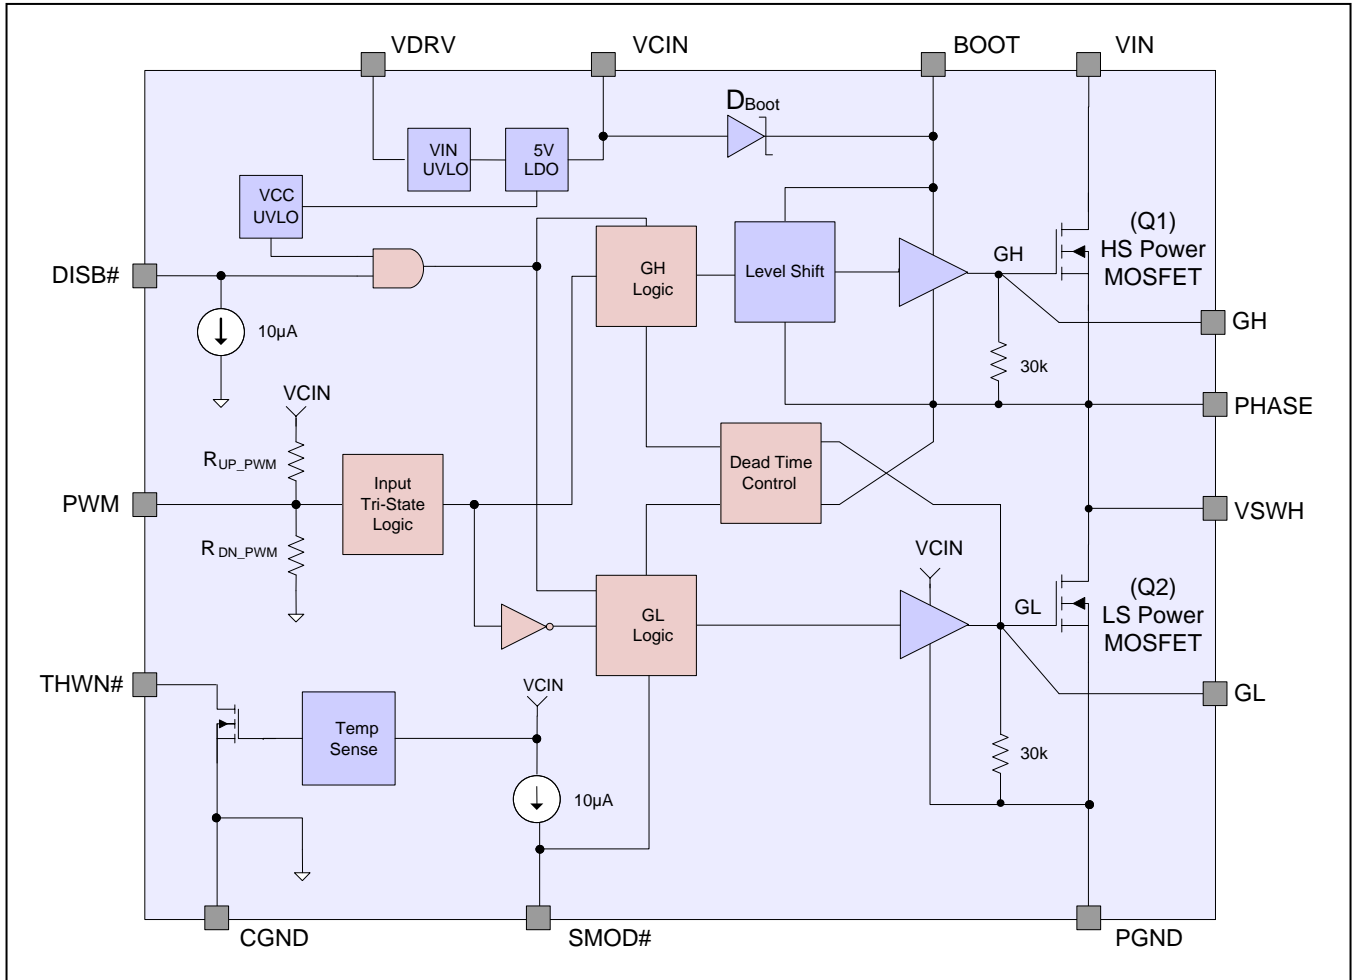 VDRV
VCIN
BOOT
VIN
DBoot
VIN
UVLO
5V
LDO
VCC
UVLO
(Q1)
HS Power
MOSFET
GH
Logic
Level Shift
GH
DISB#
10µA
GH
30k
VCIN
PHASE
RUP_PWM
Dead Time
Control
Input
Tri-State
Logic
PWM
VSWH
RDN_PWM
VCIN
(Q2)
LS Power
MOSFET
GL
GL
Logic
THWN#
VCIN
GL
Temp
Sense
30k
10µA
CGND
SMOD#
PGND